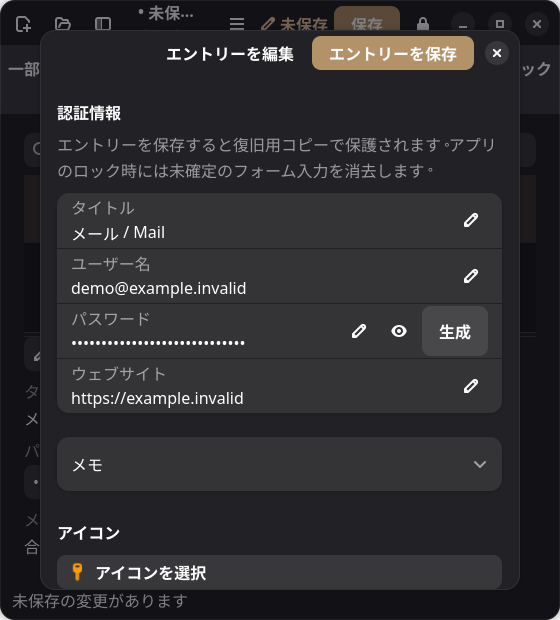 • 未保...
未保存
保存
一部
ック
エントリーを編集
エントリーを保存
認証情報
エントリーを保存すると復旧用コピーで保護されます。アプリ
のロック時には未確定のフォーム入力を消去します。
タイトル
メール / Mail
ユーザー名
demo@example.invalid
パスワード
•••••••••••••••••••••••••••••
生成
ウェブサイト
https://example.invalid
メモ
アイコン
アイコンを選択
タ
メ
パ
メ
合
未保存の変更があります